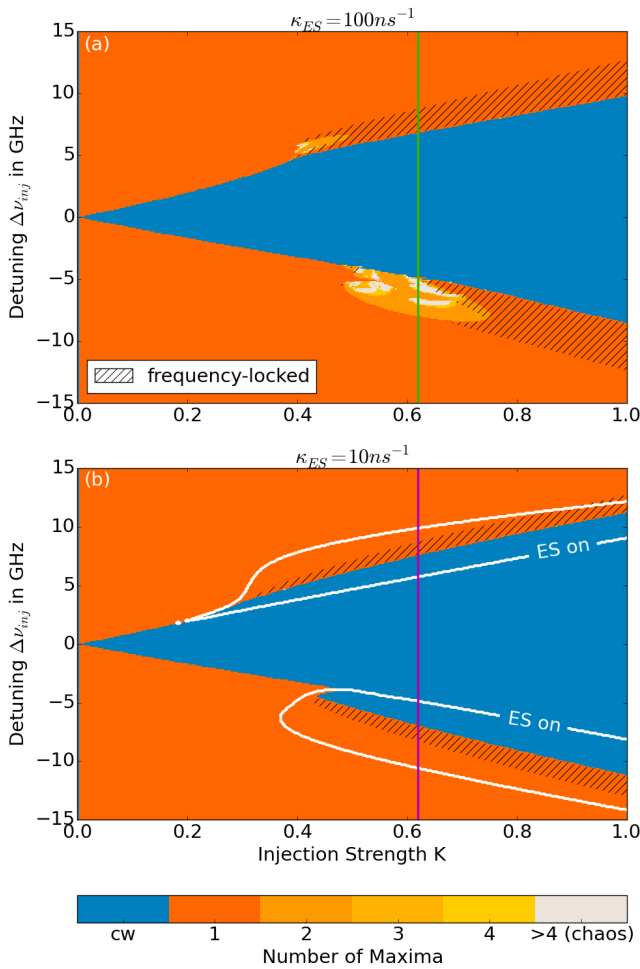 κ_ES = 100ns⁻¹
(a)
15
10
5
0
−5
−10
−15
Detuning Δν_inj in GHz
frequency-locked
0.0 0.2 0.4 0.6 0.8 1.0
κ_ES = 10ns⁻¹
(b)
15
10
5
0
−5
−10
−15
Detuning Δν_inj in GHz
ES on
ES on
0.0 0.2 0.4 0.6 0.8 1.0
Injection Strength K
cw 1 2 3 4 >4 (chaos)
Number of Maxima